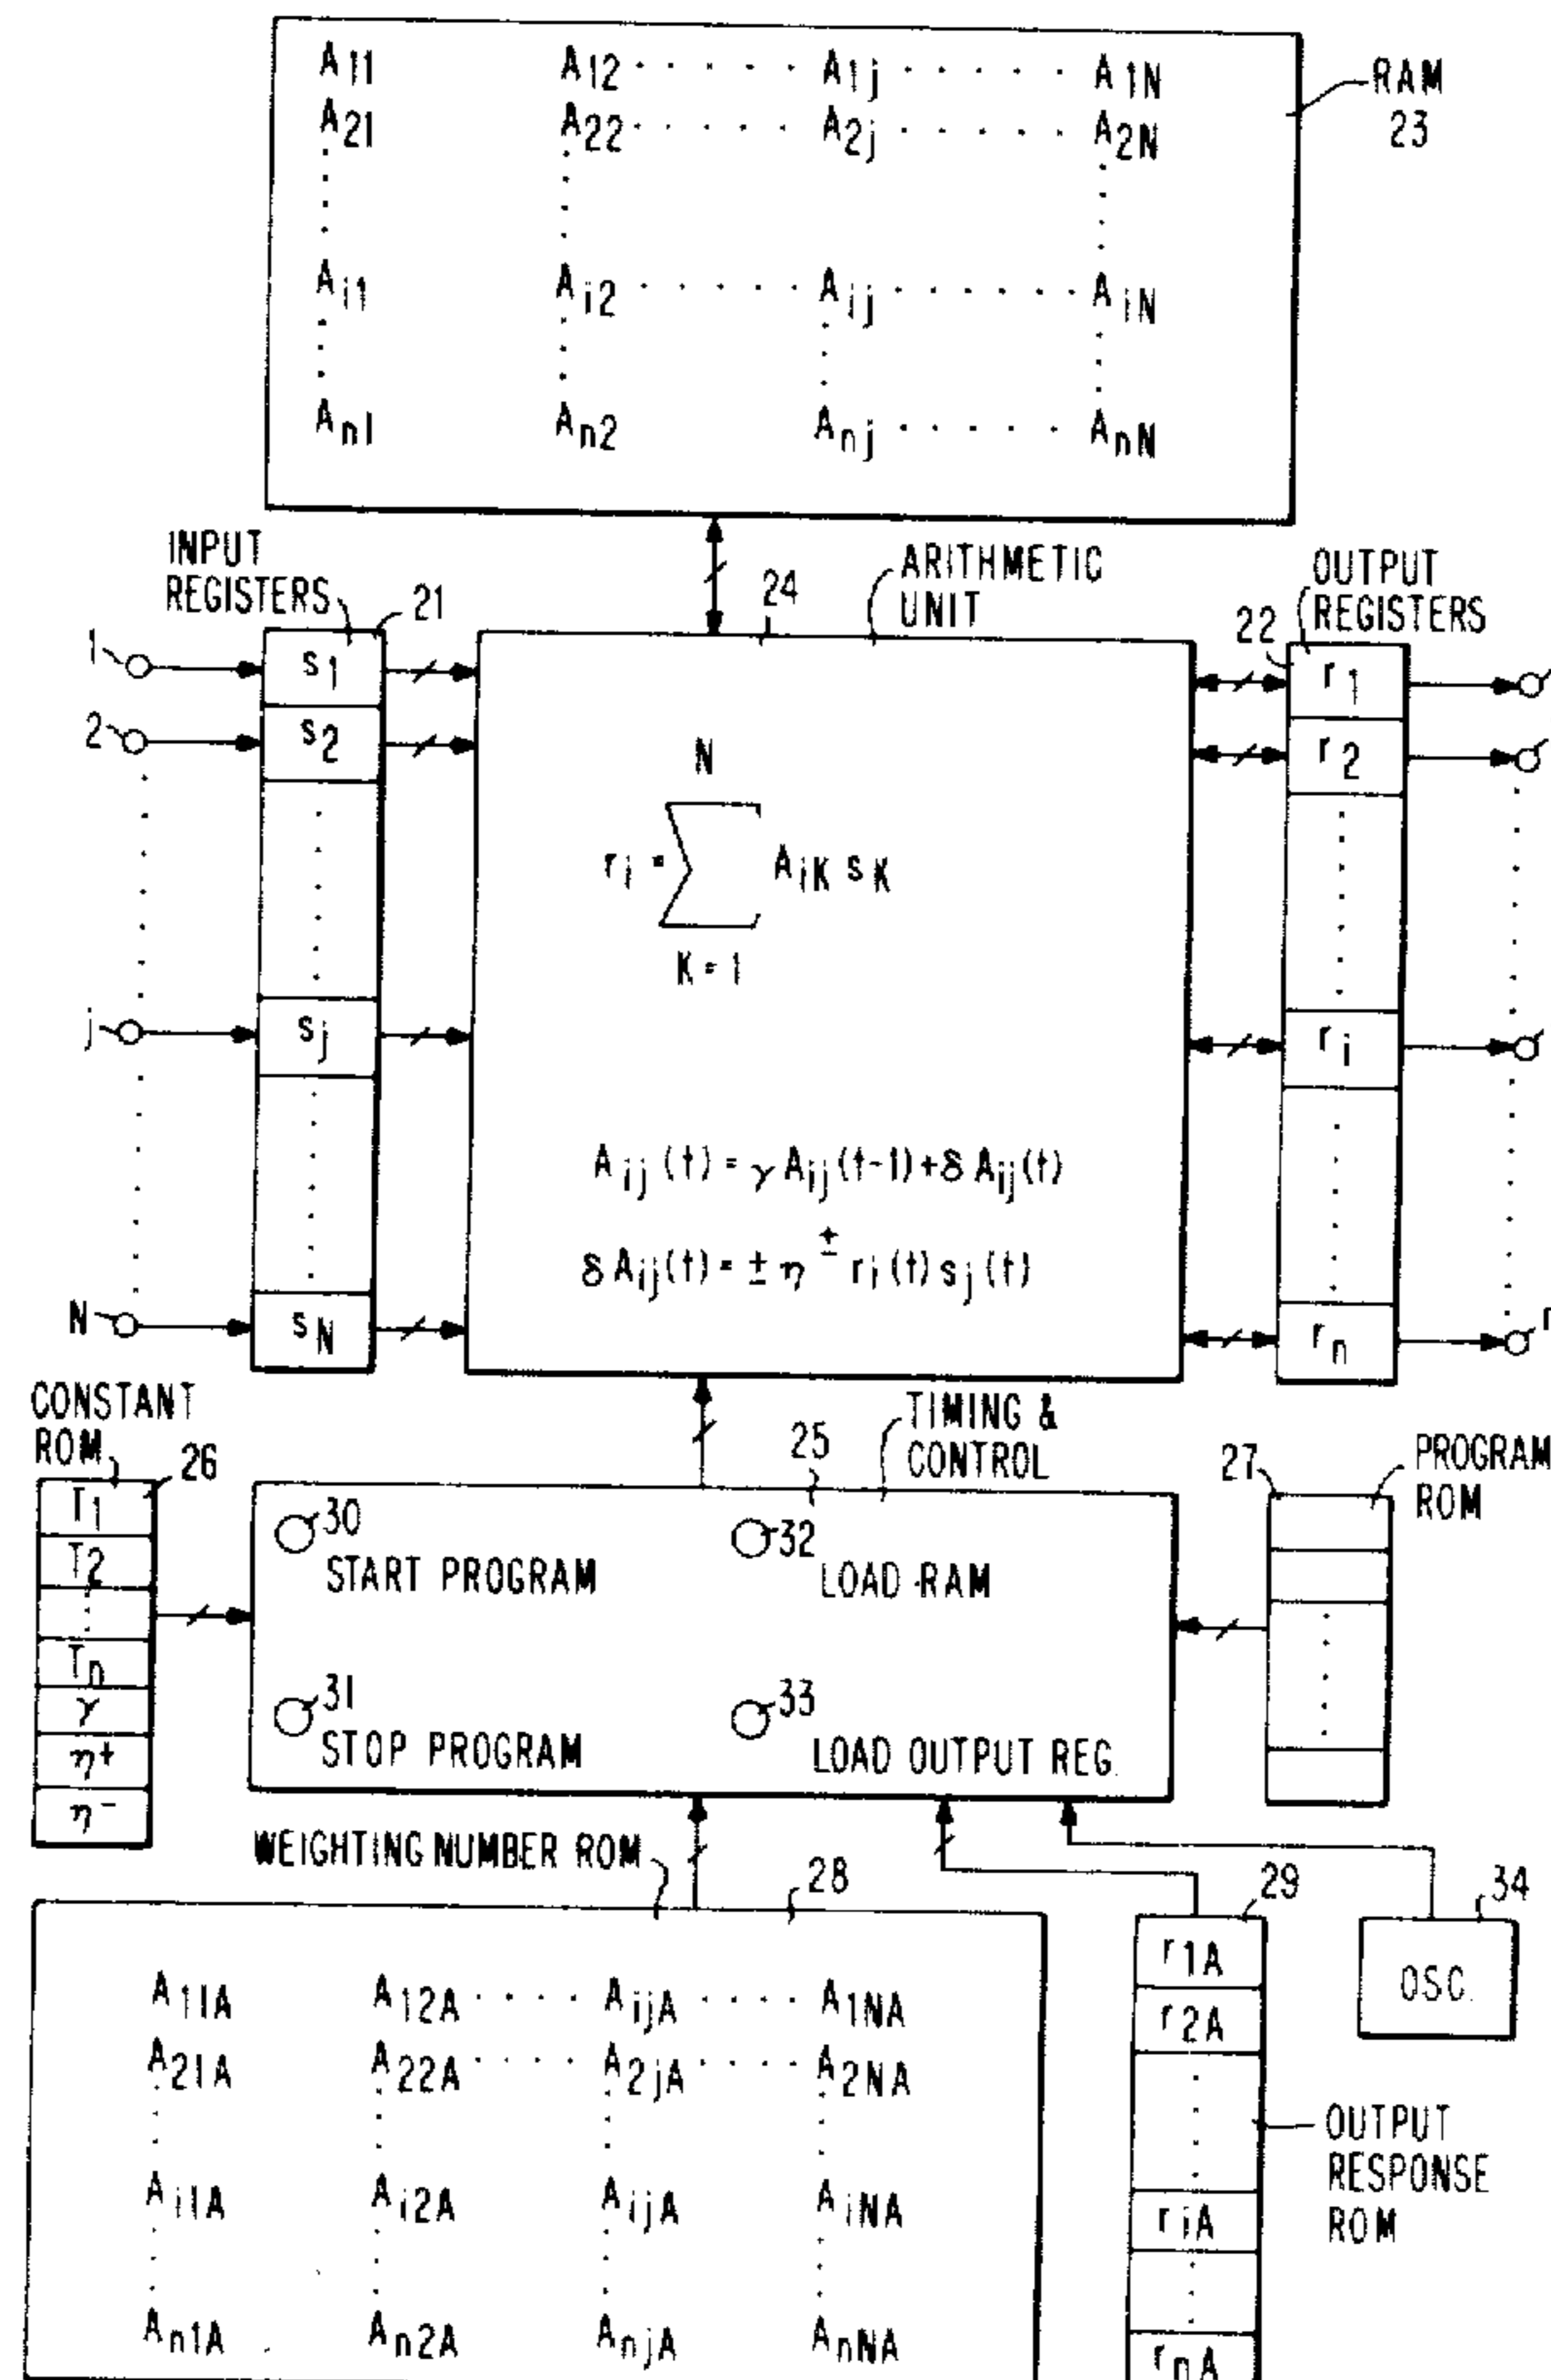 A11 A12 · · · · · A1j · · · · · A1N
A21 A22 · · · · · A2j · · · · · A2N
Ai1 Ai2 · · · · · Aij · · · · · · AiN
An1 An2 Anj · · · · · AnN
RAM
23
INPUT
REGISTERS
21
24
ARITHMETIC
UNIT
OUTPUT
REGISTERS
22
1
2
j
N
s1
s2
sj
sN
N
ri = ∑ AiK sK
K = 1
Aij (t) = γ Aij (t-1) + δ Aij (t)
δ Aij (t) = ± η± ri (t) sj (t)
r1
r2
ri
rn
CONSTANT
ROM
26
T1
T2
Tn
γ
η+
η-
25
TIMING &
CONTROL
30
START PROGRAM
32
LOAD RAM
31
STOP PROGRAM
33
LOAD OUTPUT REG.
27
PROGRAM
ROM
WEIGHTING NUMBER ROM
28
A11A A12A · · · · AijA · · · · A1NA
A21A A22A · · · · A2jA · · · · A2NA
Ai1A Ai2A AijA AiNA
An1A An2A AnjA AnNA
29
r1A
r2A
riA
rnA
OUTPUT
RESPONSE
ROM
34
OSC.